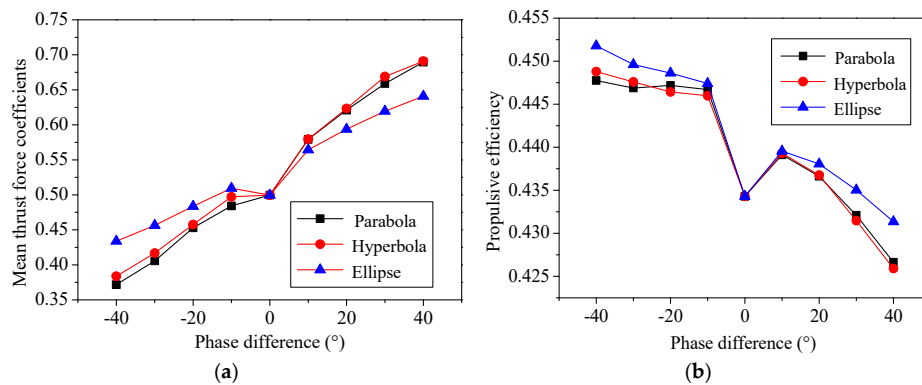 0.75
0.70
0.65
0.60
0.55
0.50
0.45
0.40
0.35
Mean thrust force coefficients
Parabola
Hyperbola
Ellipse
-40 -20 0 20 40
Phase difference (°)
(a)
0.455
0.450
0.445
0.440
0.435
0.430
0.425
Propulsive efficiency
Parabola
Hyperbola
Ellipse
-40 -20 0 20 40
Phase difference (°)
(b)